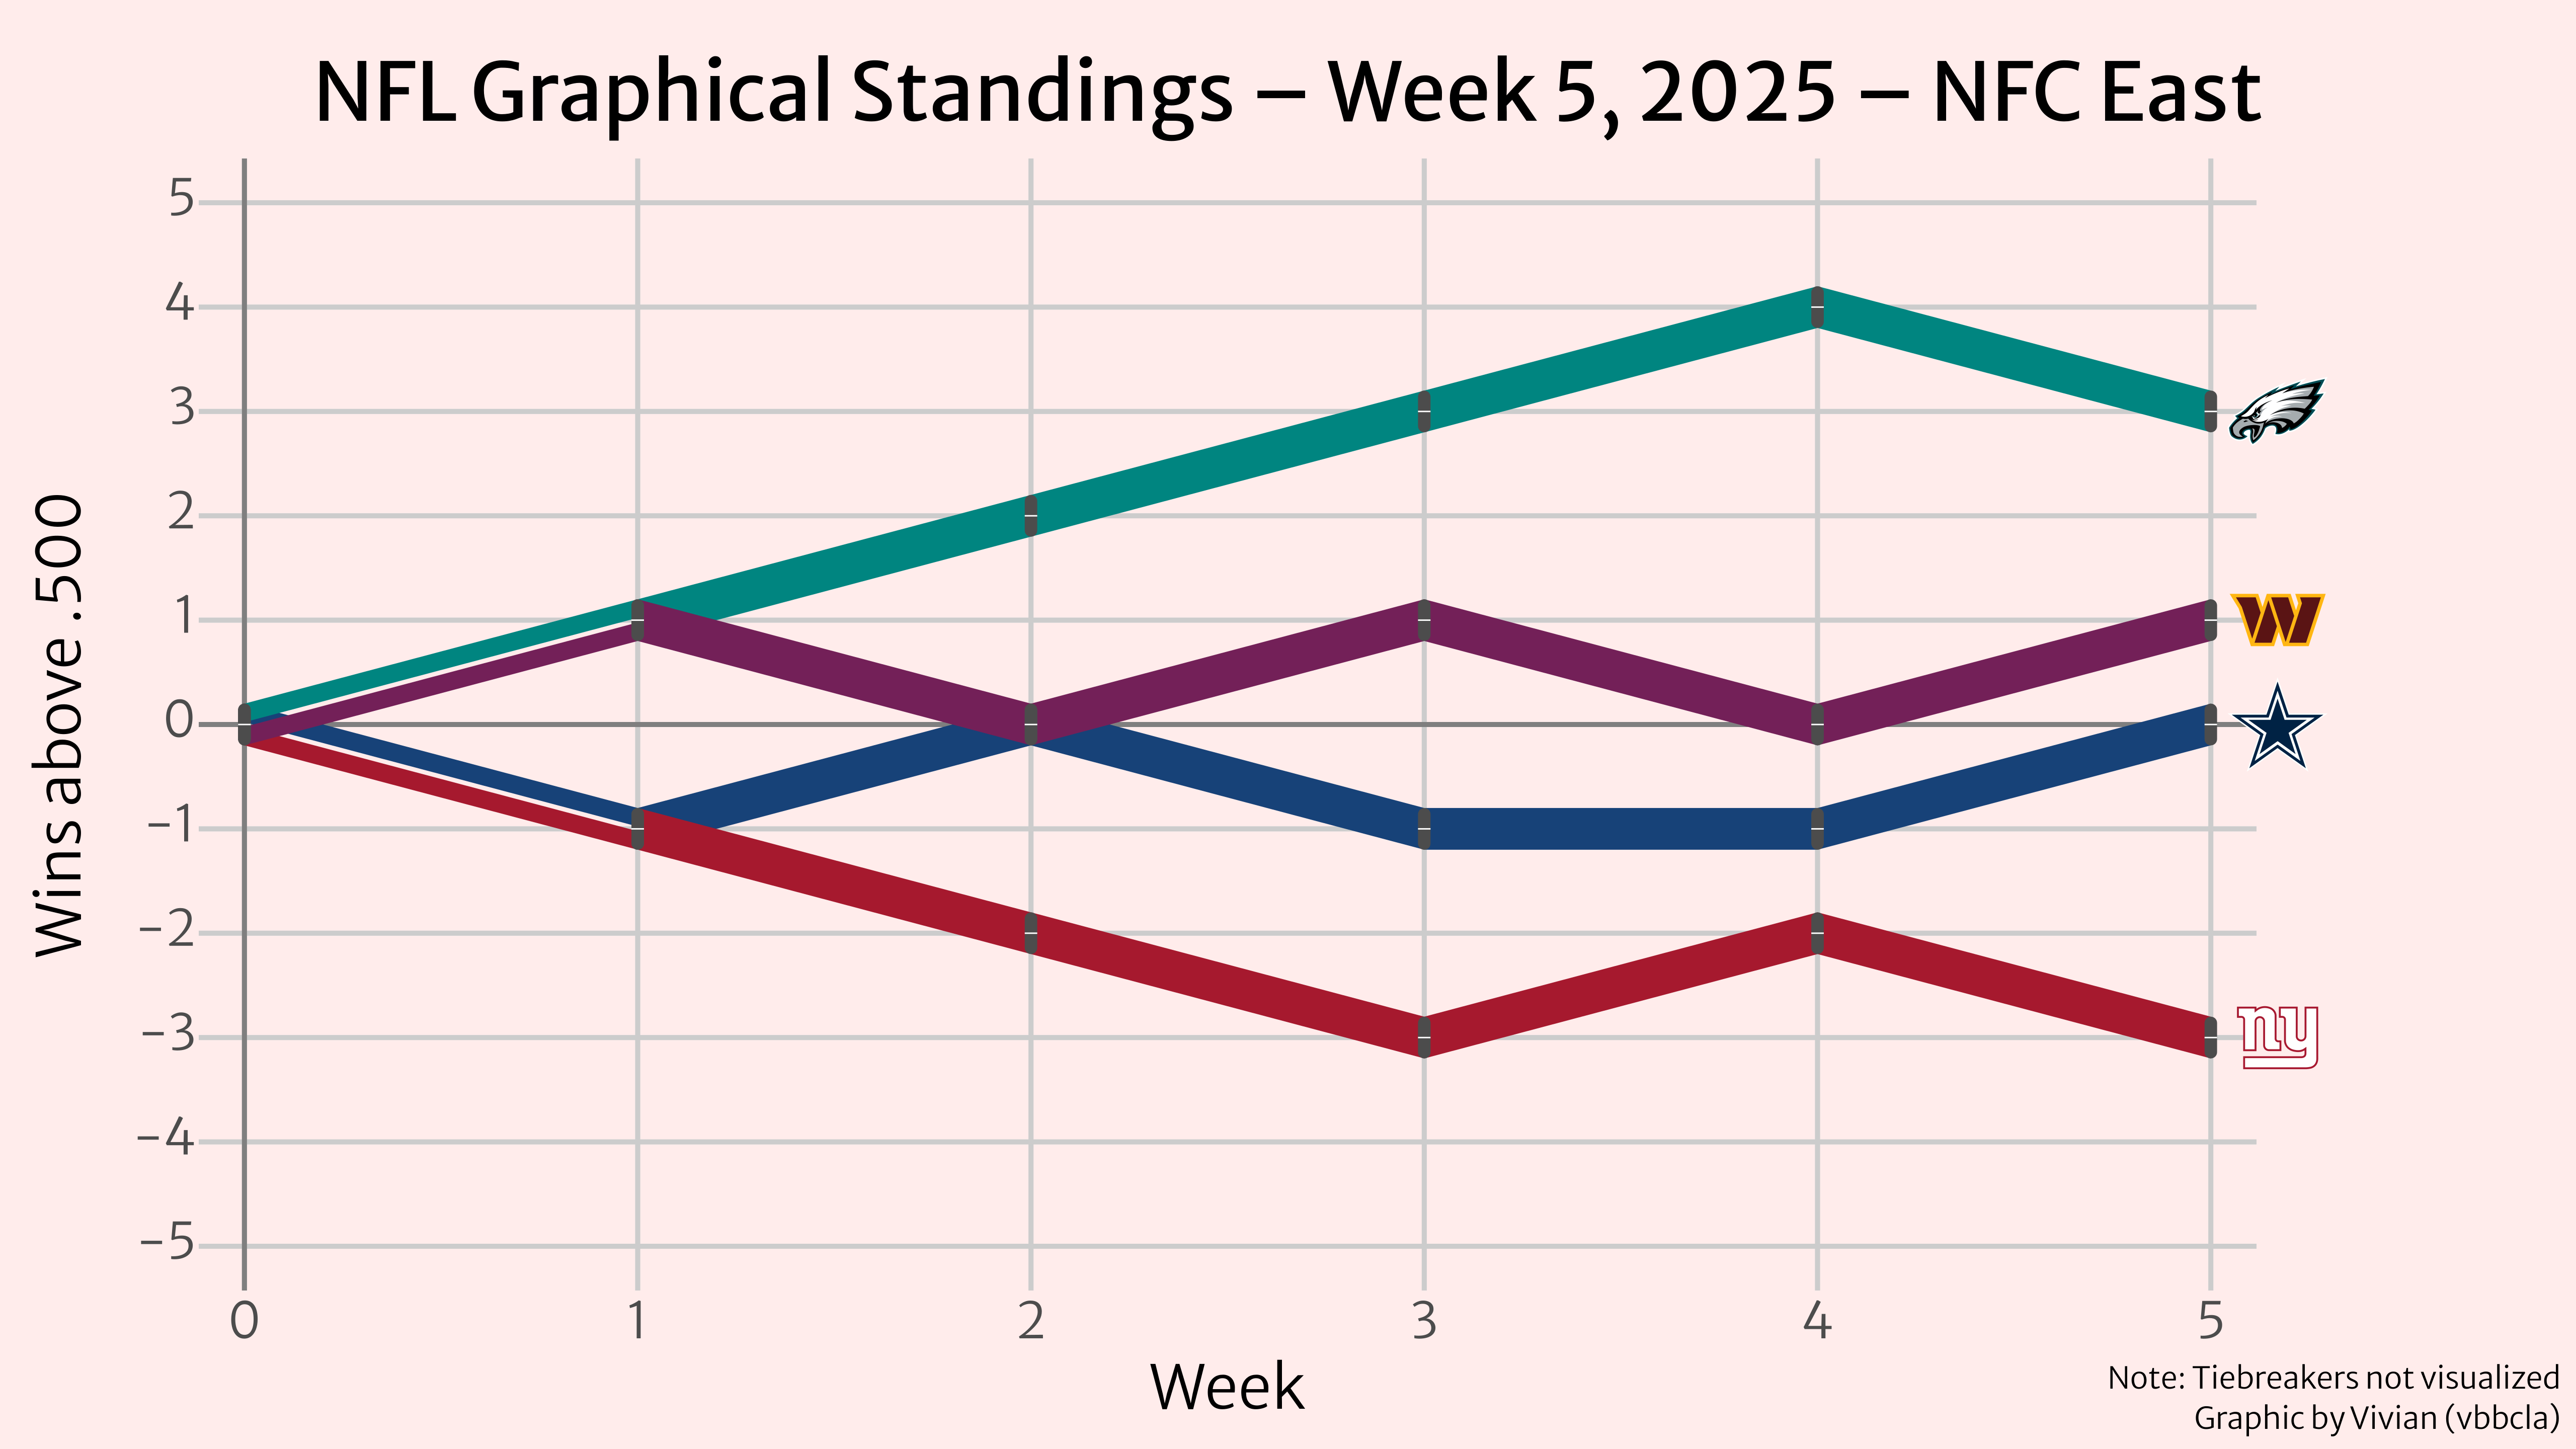 NFL Graphical Standings – Week 5, 2025 – NFC East
Wins above .500
5
4
3
2
1
0
−1
−2
−3
−4
−5
W
ny
0 1 2 3 4 5
Week
Note: Tiebreakers not visualized
Graphic by Vivian (vbbcla)